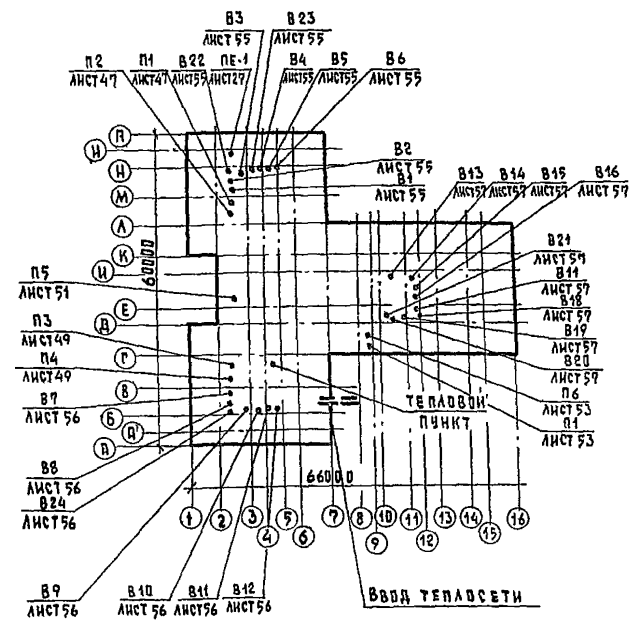 В3
ЛИСТ 55
В23
ЛИСТ 55
П2
ЛИСТ 47
П1
ЛИСТ 47
В22
ЛИСТ 55
ПЕ-1
ЛИСТ 27
В4
ЛИСТ 55
В5
ЛИСТ 55
В6
ЛИСТ 55
П
И
Н
М
Л
К
И
Е
Д
Г
В
Б
Д'
А
В2
ЛИСТ 55
В1
ЛИСТ 55
В13
ЛИСТ 57
В14
ЛИСТ 57
В15
ЛИСТ 57
В16
ЛИСТ 57
60000
В21
ЛИСТ 57
В11
ЛИСТ 57
В18
ЛИСТ 57
В19
ЛИСТ 57
В20
ЛИСТ 57
П6
ЛИСТ 53
П1
ЛИСТ 53
П5
ЛИСТ 51
П3
ЛИСТ 49
П4
ЛИСТ 49
В7
ЛИСТ 56
ТЕПЛОВОЙ
ПУНКТ
В8
ЛИСТ 56
В24
ЛИСТ 56
66000
1
2
3
4
5
6
7
8
9
10
11
12
13
14
15
16
В9
ЛИСТ 56
В10
ЛИСТ 56
В11
ЛИСТ 56
В12
ЛИСТ 56
ВВОД ТЕПЛОСЕТИ